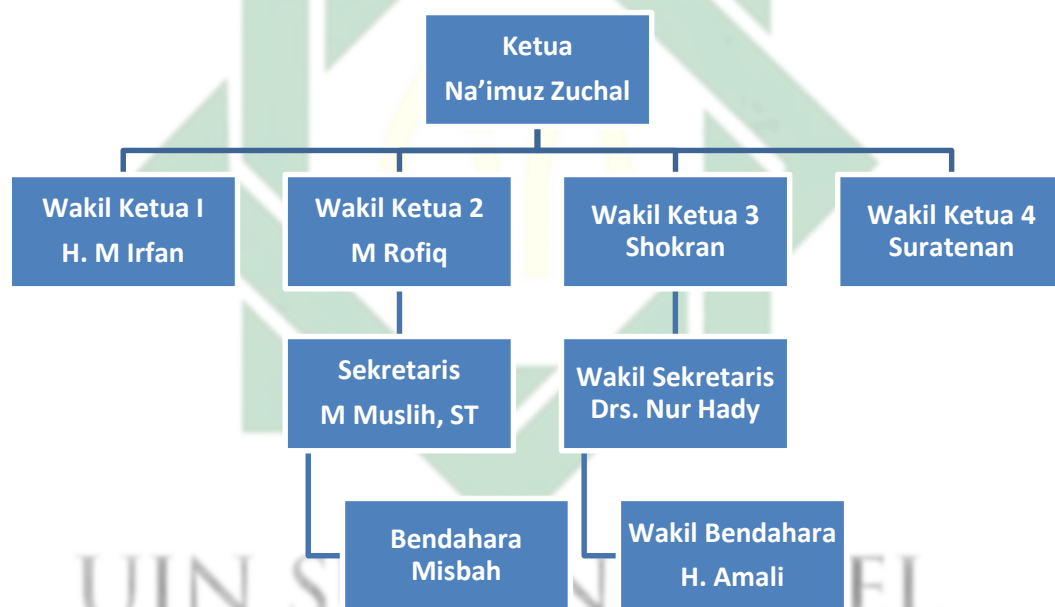 Ketua
Na’imuz Zuchal
Wakil Ketua I
H. M Irfan
Wakil Ketua 2
M Rofiq
Wakil Ketua 3
Shokran
Wakil Ketua 4
Suratenan
Sekretaris
M Muslih, ST
Wakil Sekretaris
Drs. Nur Hady
Bendahara
Misbah
Wakil Bendahara
H. Amali
UIN